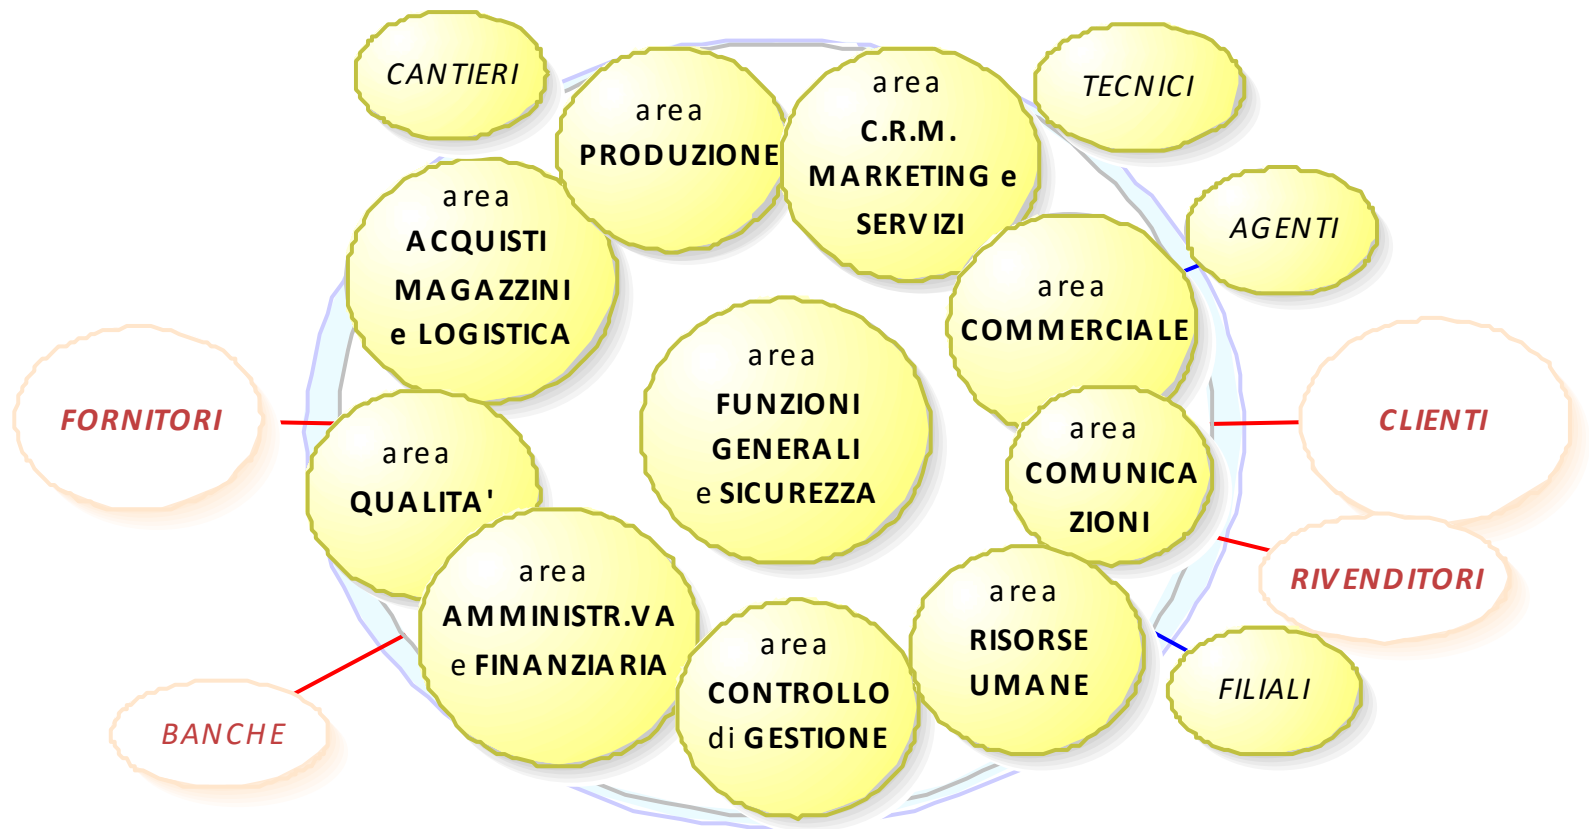 CANTIERI
TECNICI
area
PRODUZIONE
area
C.R.M.
MARKETING e
SERVIZI
area
ACQUISTI
MAGAZZINI
e LOGISTICA
AGENTI
area
COMMERCIALE
area
FUNZIONI
GENERALI
e SICUREZZA
FORNITORI
CLIENTI
area
QUALITA'
area
COMUNICA
ZIONI
RIVENDITORI
area
AMMINISTR.VA
e FINANZIARIA
area
RISORSE
UMANE
area
CONTROLLO
di GESTIONE
FILIALI
BANCHE